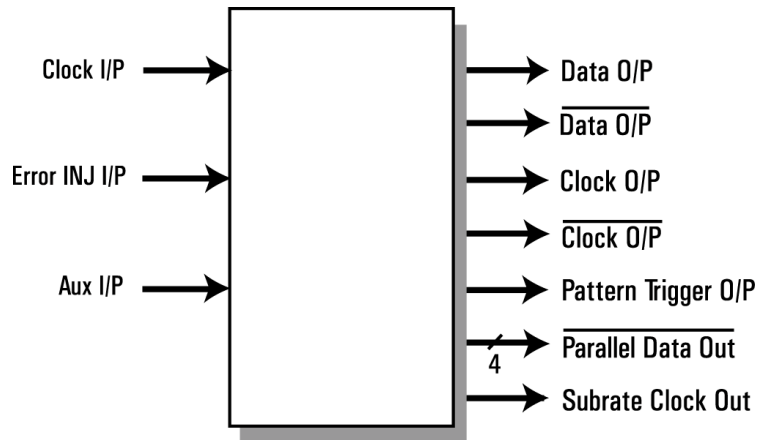 Clock I/P
Error INJ I/P
Aux I/P
Data O/P
Data O/P
Clock O/P
Clock O/P
Pattern Trigger O/P
Parallel Data Out
4
Subrate Clock Out